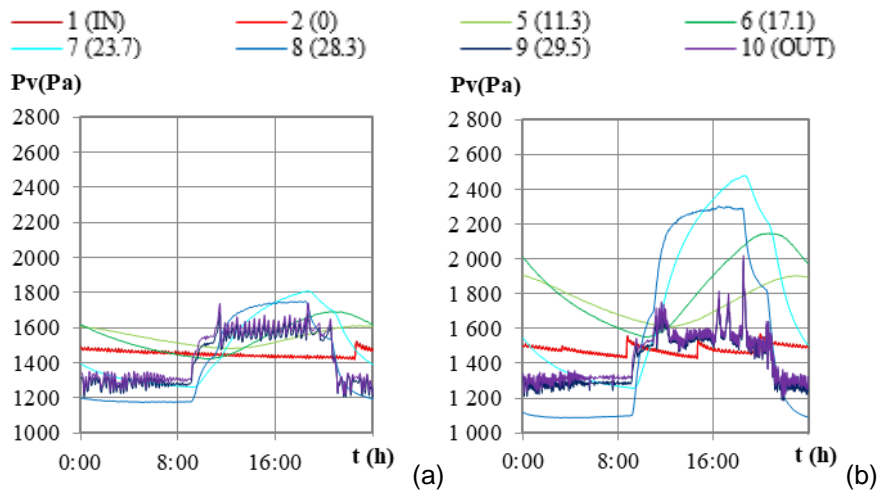 1 (IN) 2 (0) 5 (11.3) 6 (17.1)
7 (23.7) 8 (28.3) 9 (29.5) 10 (OUT)
Pv(Pa) Pv(Pa)
2800 2 800
2600 2 600
2400 2 400
2200 2 200
2000 2 000
1800 1 800
1600 1 600
1400 1 400
1200 1 200
1000 1 000
0:00 8:00 16:00 t (h) (a) 0:00 8:00 16:00 t (h) (b)